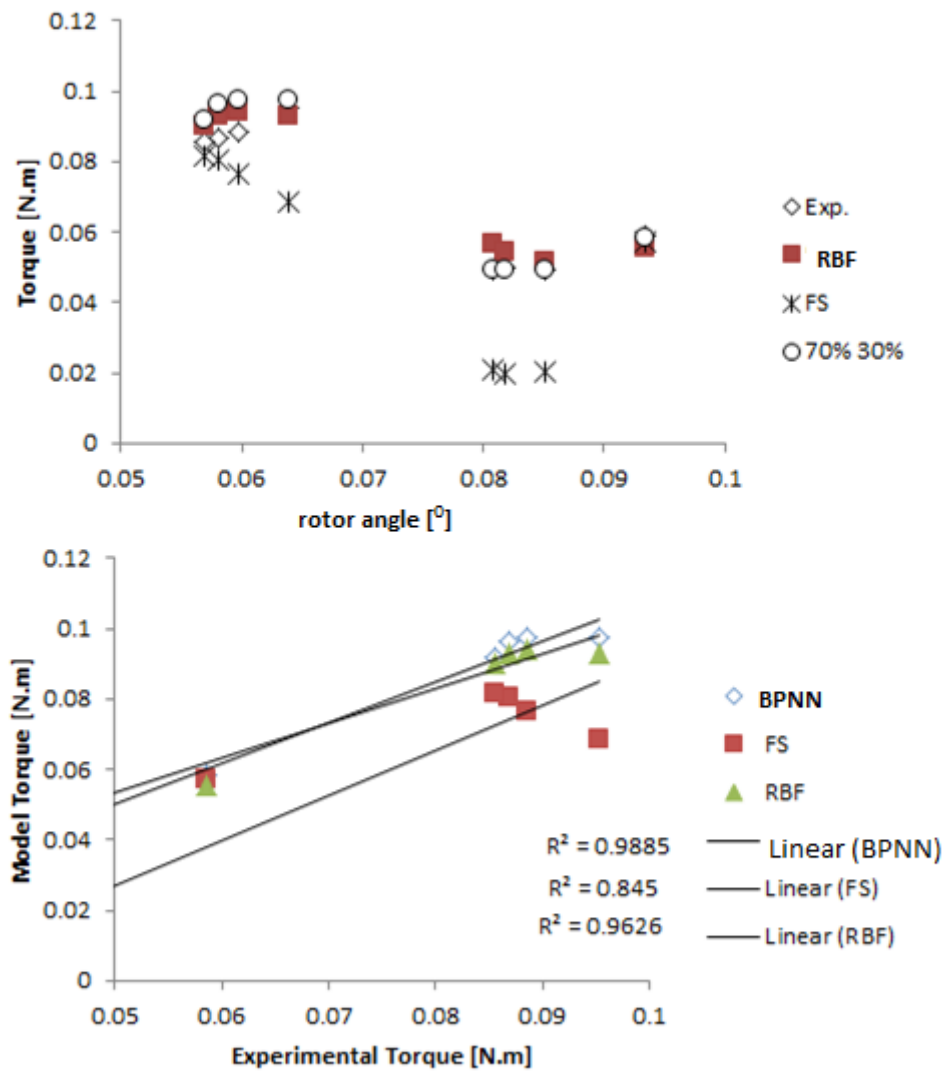 0.12
0.1
0.08
0.06
0.04
0.02
0
Torque [N.m]
0.05 0.06 0.07 0.08 0.09 0.1
rotor angle [⁰]
Exp.
RBF
FS
70% 30%
0.12
0.1
0.08
0.06
0.04
0.02
0
Model Torque [N.m]
0.05 0.06 0.07 0.08 0.09 0.1
Experimental Torque [N.m]
BPNN
FS
RBF
R² = 0.9885 Linear (BPNN)
R² = 0.845 Linear (FS)
R² = 0.9626 Linear (RBF)